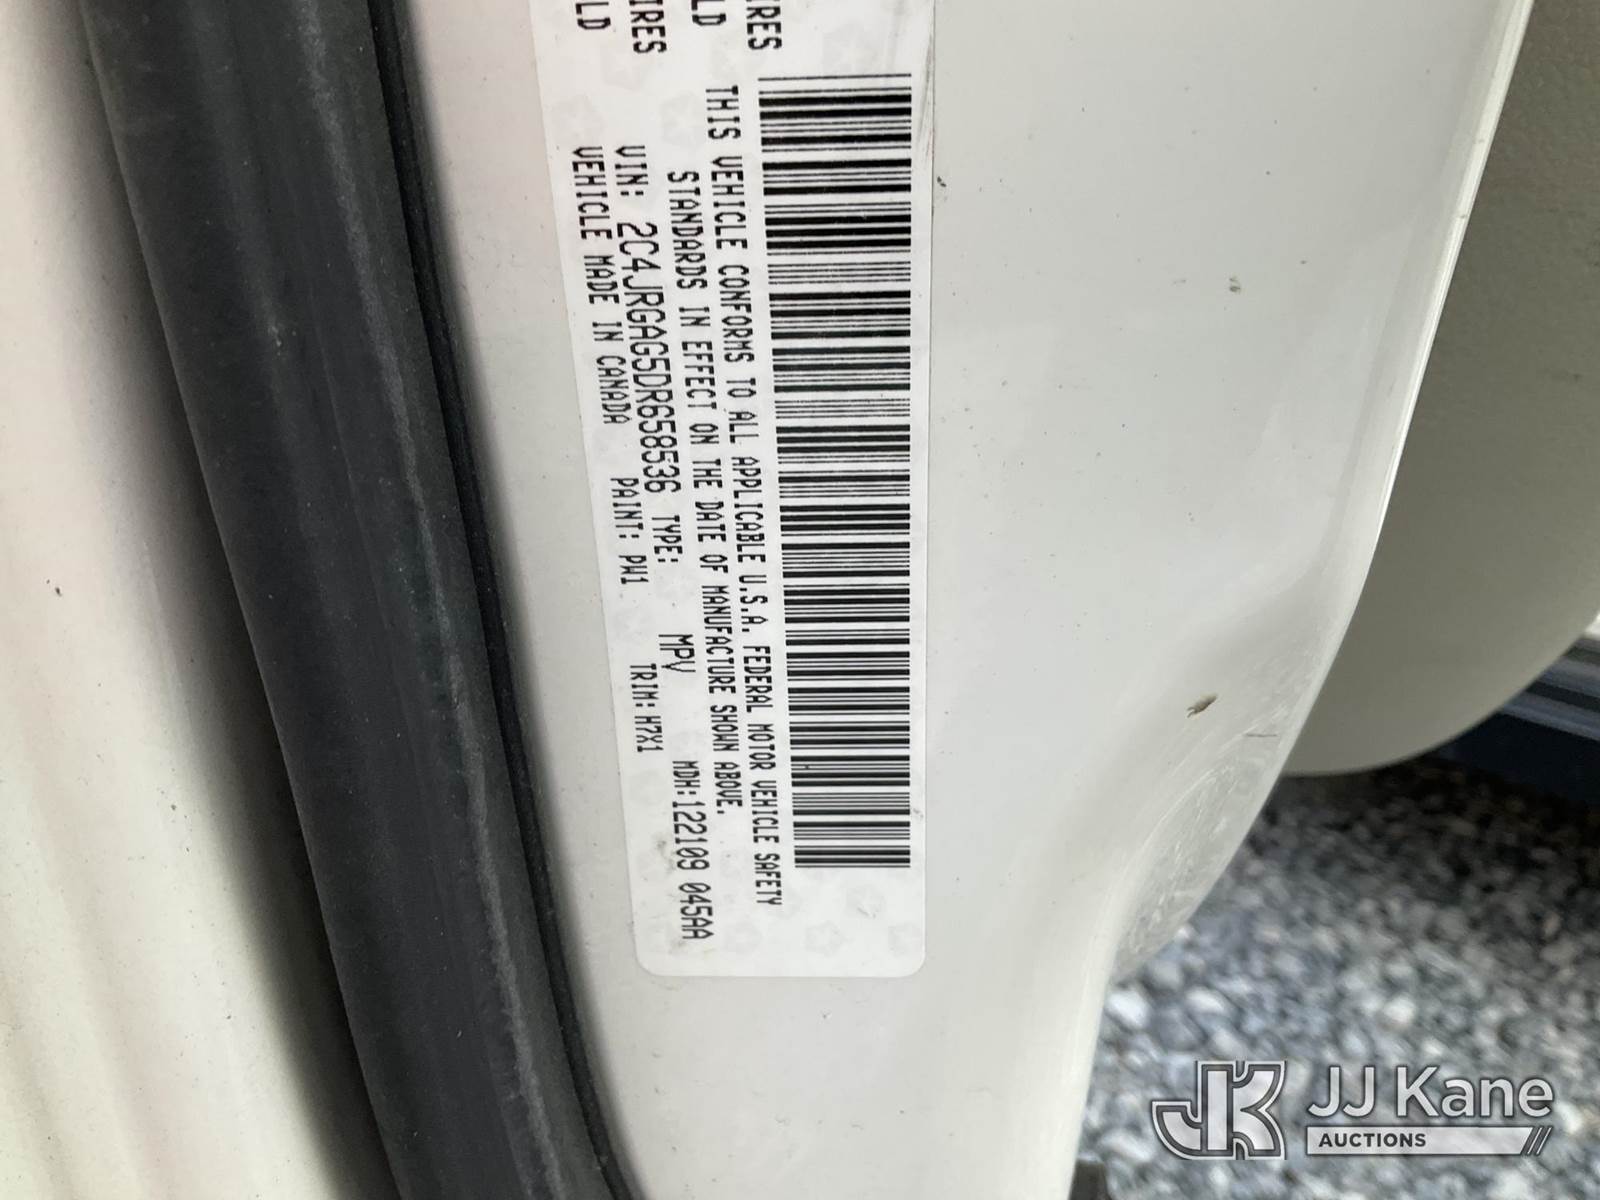 IRES
LD
THIS VEHICLE CONFORMS TO ALL APPLICABLE U.S.A. FEDERAL MOTOR VEHICLE SAFETY
STANDARDS IN EFFECT ON THE DATE OF MANUFACTURE SHOWN ABOVE.
VIN: 2C4JRGAG5DR658536 TYPE: MPV MDH:122109 045AA
VEHICLE MADE IN CANADA PAINT: PW1 TRIM: H7X1
IRES
LD
JK
JJ Kane
AUCTIONS